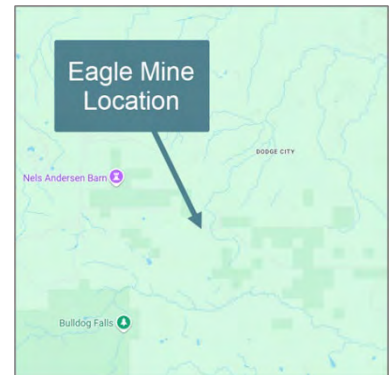 Eagle Mine
Location
DODGE CITY
Nels Andersen Barn
Bulldog Falls